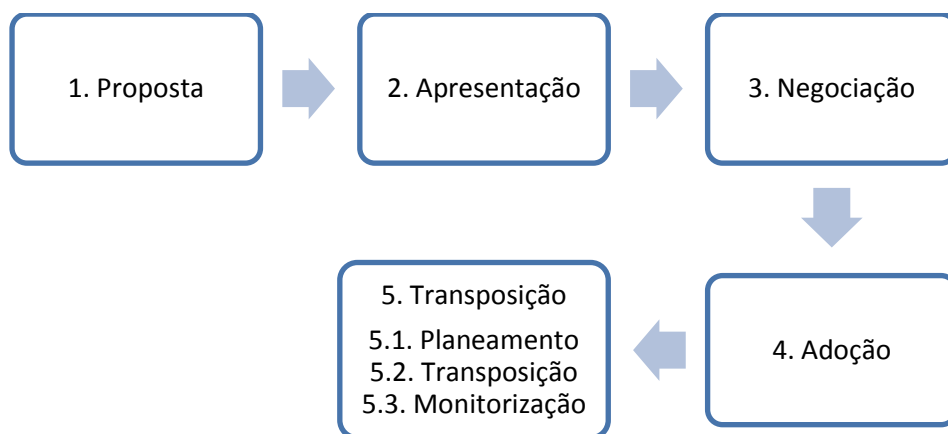 1. Proposta
2. Apresentação
3. Negociação
5. Transposição
5.1. Planeamento
5.2. Transposição
5.3. Monitorização
4. Adoção